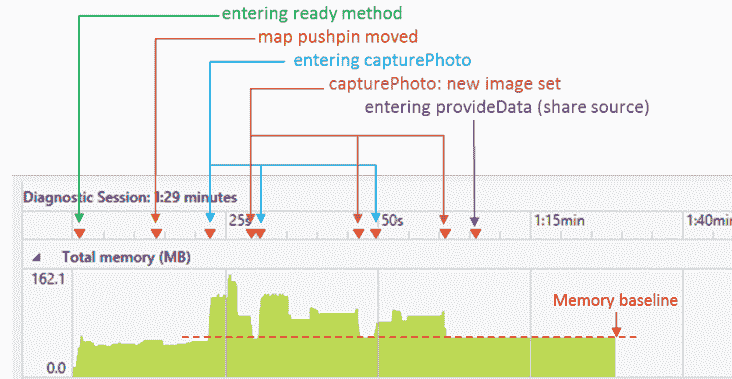 entering ready method
map pushpin moved
entering capturePhoto
capturePhoto: new image set
entering provideData (share source)
Diagnostic Session: 1:29 minutes
25s 50s 1:15min 1:40min
Total memory (MB)
162.1
Memory baseline
0.0